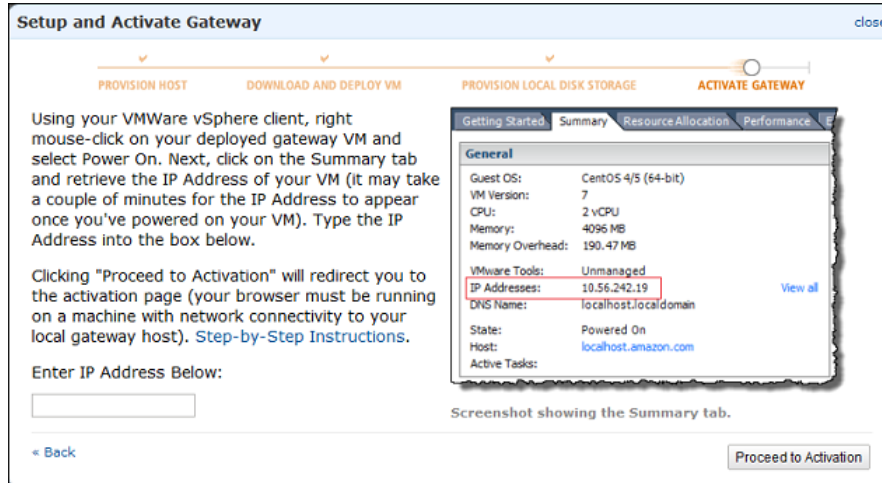 Setup and Activate Gateway
close
PROVISION HOST
DOWNLOAD AND DEPLOY VM
PROVISION LOCAL DISK STORAGE
ACTIVATE GATEWAY
Using your VMWare vSphere client, right
mouse-click on your deployed gateway VM and
select Power On. Next, click on the Summary tab
and retrieve the IP Address of your VM (it may take
a couple of minutes for the IP Address to appear
once you've powered on your VM). Type the IP
Address into the box below.
Clicking "Proceed to Activation" will redirect you to
the activation page (your browser must be running
on a machine with network connectivity to your
local gateway host). Step-by-Step Instructions.
Enter IP Address Below:
Getting Started Summary Resource Allocation Performance E
General
Guest OS: CentOS 4/5 (64-bit)
VM Version: 7
CPU: 2 vCPU
Memory: 4096 MB
Memory Overhead: 190.47 MB
VMware Tools: Unmanaged
IP Addresses: 10.56.242.19 View all
DNS Name: localhost.localdomain
State: Powered On
Host: localhost.amazon.com
Active Tasks:
Screenshot showing the Summary tab.
« Back
Proceed to Activation